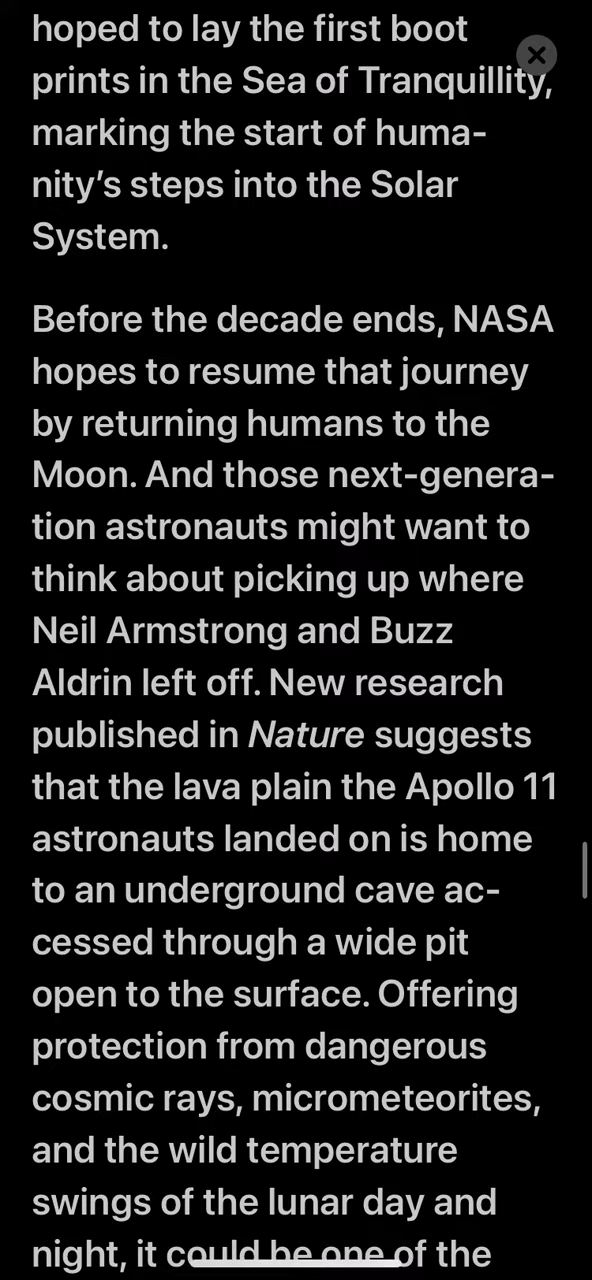 hoped to lay the first boot
prints in the Sea of Tranquillity,
marking the start of huma-
nity’s steps into the Solar
System.
Before the decade ends, NASA
hopes to resume that journey
by returning humans to the
Moon. And those next-genera-
tion astronauts might want to
think about picking up where
Neil Armstrong and Buzz
Aldrin left off. New research
published in Nature suggests
that the lava plain the Apollo 11
astronauts landed on is home
to an underground cave ac-
cessed through a wide pit
open to the surface. Offering
protection from dangerous
cosmic rays, micrometeorites,
and the wild temperature
swings of the lunar day and
night, it could be one of the